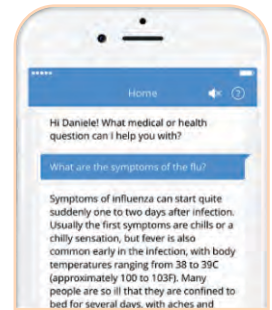 Home
Hi Daniele! What medical or health
question can I help you with?
What are the symptoms of the flu?
Symptoms of influenza can start quite
suddenly one to two days after infection.
Usually the first symptoms are chills or a
chilly sensation, but fever is also
common early in the infection, with body
temperatures ranging from 38 to 39C
(approximately 100 to 103F). Many
people are so ill that they are confined to
bed for several days, with aches and